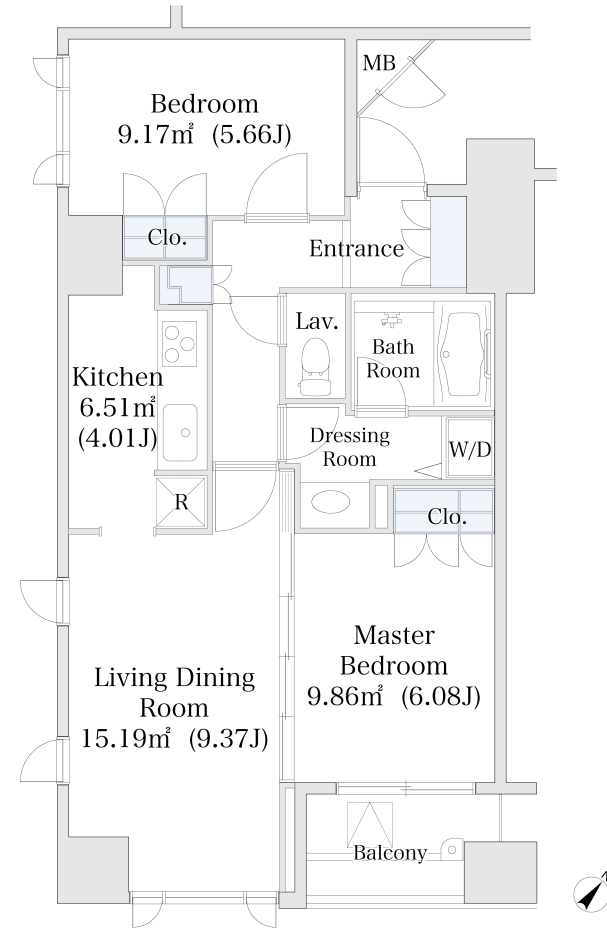 MB
Bedroom
9.17㎡ (5.66J)
Clo.
Entrance
Lav.
Bath
Room
Kitchen
6.51㎡
(4.01J)
Dressing
Room
W/D
R
Clo.
Master
Bedroom
9.86㎡ (6.08J)
Living Dining
Room
15.19㎡ (9.37J)
Balcony
N